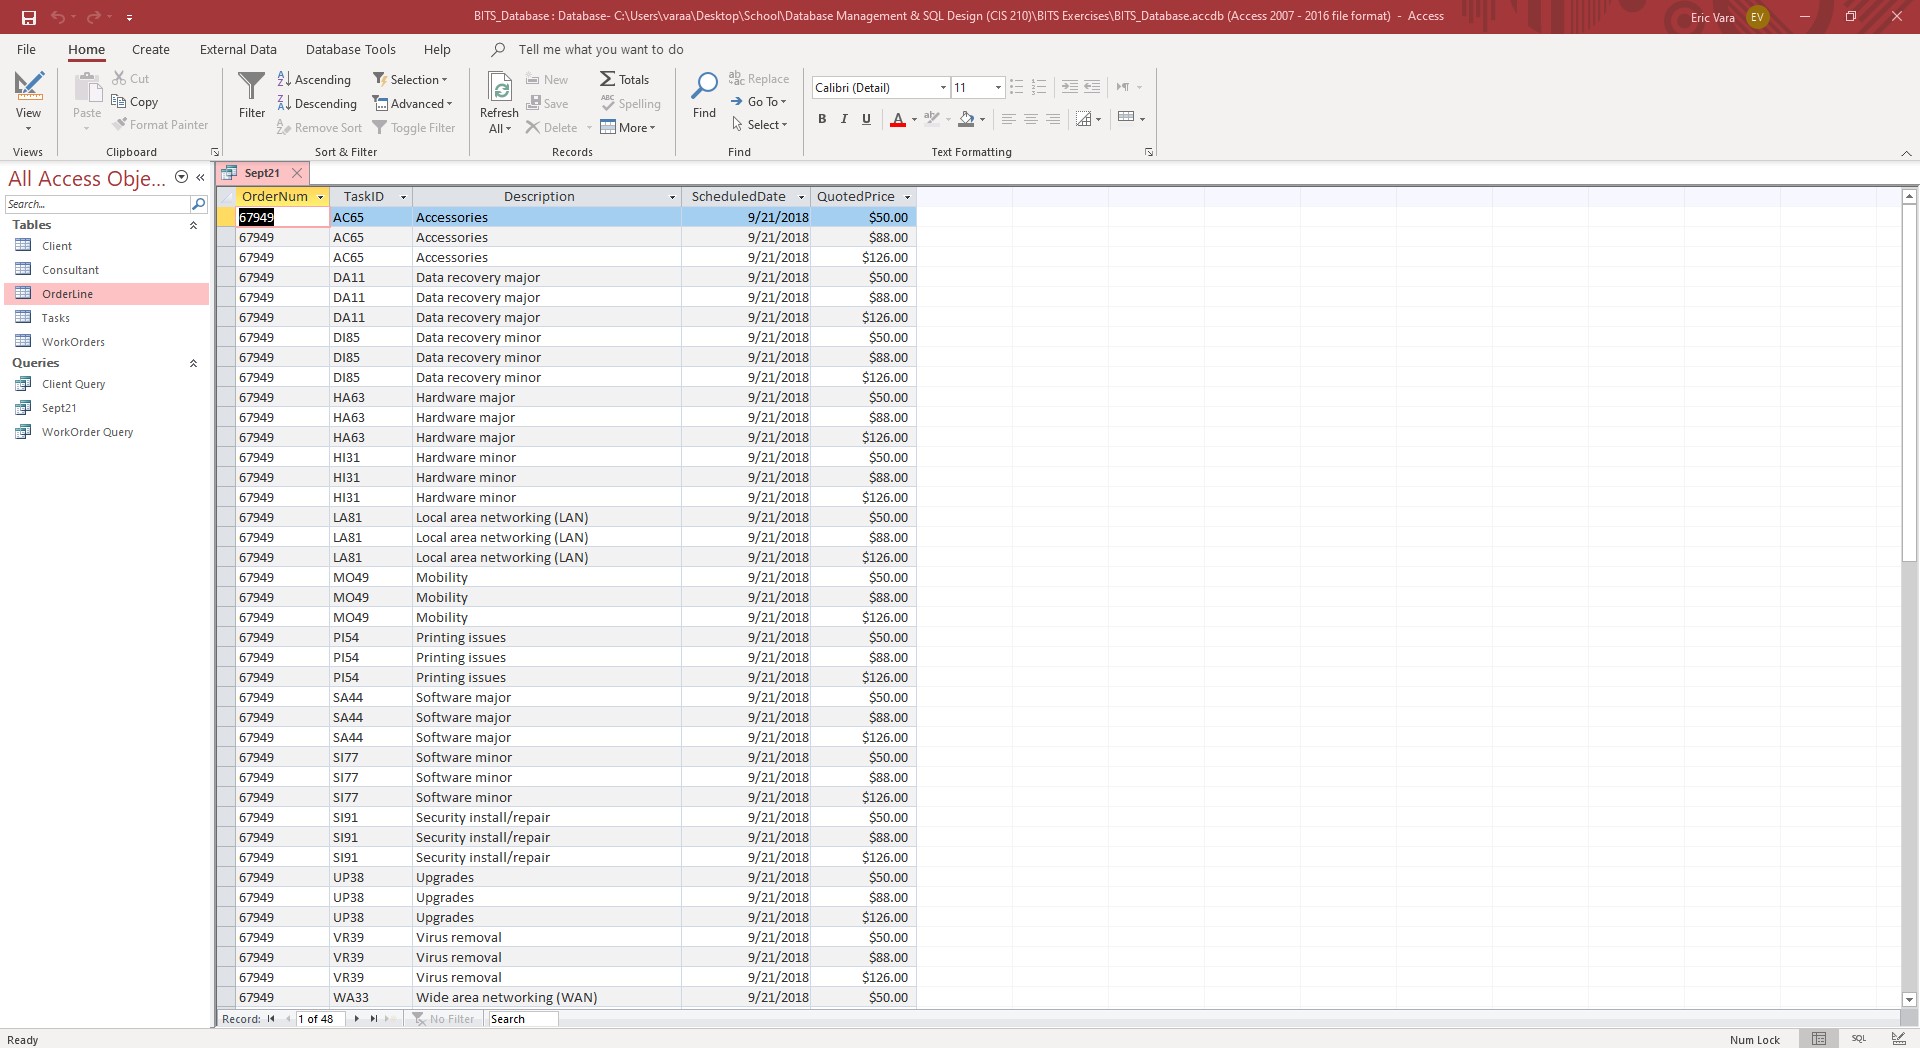 BITS_Database : Database- C:\Users\varaa\Desktop\School\Database Management & SQL Design (CIS 210)\BITS Exercises\BITS_Database.accdb (Access 2007 - 2016 file format) - Access
Eric Vara EV
File Home Create External Data Database Tools Help Tell me what you want to do
View
Views
Paste
Cut
Copy
Format Painter
Clipboard
Filter
Ascending
Descending
Remove Sort
Selection
Advanced
Toggle Filter
Sort & Filter
Refresh
All
New
Save
Delete
Totals
Spelling
More
Records
Find
Replace
Go To
Select
Find
Calibri (Detail) 11
B I U
Text Formatting
All Access Obje...
Search...
Tables
Client
Consultant
OrderLine
Tasks
WorkOrders
Queries
Client Query
Sept21
WorkOrder Query
Sept21
OrderNum TaskID Description ScheduledDate QuotedPrice
67949 AC65 Accessories 9/21/2018 $50.00
67949 AC65 Accessories 9/21/2018 $88.00
67949 AC65 Accessories 9/21/2018 $126.00
67949 DA11 Data recovery major 9/21/2018 $50.00
67949 DA11 Data recovery major 9/21/2018 $88.00
67949 DA11 Data recovery major 9/21/2018 $126.00
67949 DI85 Data recovery minor 9/21/2018 $50.00
67949 DI85 Data recovery minor 9/21/2018 $88.00
67949 DI85 Data recovery minor 9/21/2018 $126.00
67949 HA63 Hardware major 9/21/2018 $50.00
67949 HA63 Hardware major 9/21/2018 $88.00
67949 HA63 Hardware major 9/21/2018 $126.00
67949 HI31 Hardware minor 9/21/2018 $50.00
67949 HI31 Hardware minor 9/21/2018 $88.00
67949 HI31 Hardware minor 9/21/2018 $126.00
67949 LA81 Local area networking (LAN) 9/21/2018 $50.00
67949 LA81 Local area networking (LAN) 9/21/2018 $88.00
67949 LA81 Local area networking (LAN) 9/21/2018 $126.00
67949 MO49 Mobility 9/21/2018 $50.00
67949 MO49 Mobility 9/21/2018 $88.00
67949 MO49 Mobility 9/21/2018 $126.00
67949 PI54 Printing issues 9/21/2018 $50.00
67949 PI54 Printing issues 9/21/2018 $88.00
67949 PI54 Printing issues 9/21/2018 $126.00
67949 SA44 Software major 9/21/2018 $50.00
67949 SA44 Software major 9/21/2018 $88.00
67949 SA44 Software major 9/21/2018 $126.00
67949 SI77 Software minor 9/21/2018 $50.00
67949 SI77 Software minor 9/21/2018 $88.00
67949 SI77 Software minor 9/21/2018 $126.00
67949 SI91 Security install/repair 9/21/2018 $50.00
67949 SI91 Security install/repair 9/21/2018 $88.00
67949 SI91 Security install/repair 9/21/2018 $126.00
67949 UP38 Upgrades 9/21/2018 $50.00
67949 UP38 Upgrades 9/21/2018 $88.00
67949 UP38 Upgrades 9/21/2018 $126.00
67949 VR39 Virus removal 9/21/2018 $50.00
67949 VR39 Virus removal 9/21/2018 $88.00
67949 VR39 Virus removal 9/21/2018 $126.00
67949 WA33 Wide area networking (WAN) 9/21/2018 $50.00
Record: 1 of 48 No Filter Search
Ready Num Lock SQL